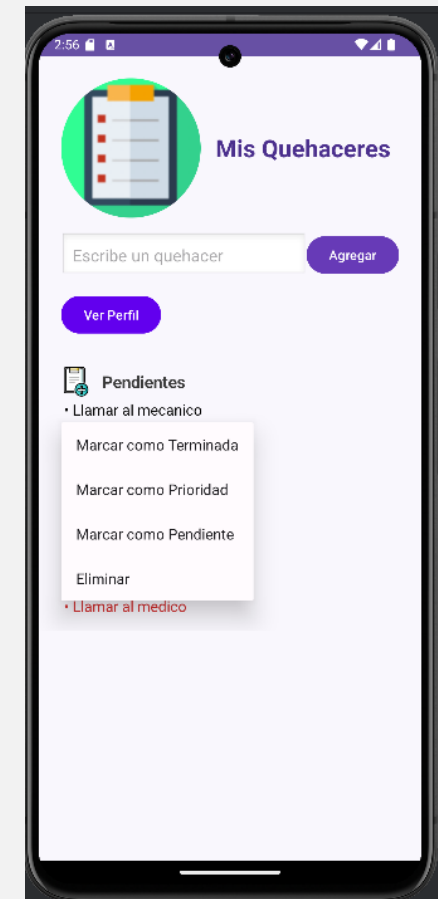 2:56
Mis Quehaceres
Escribe un quehacer
Agregar
Ver Perfil
Pendientes
• Llamar al mecanico
Marcar como Terminada
Marcar como Prioridad
Marcar como Pendiente
Eliminar
• Llamar al medico